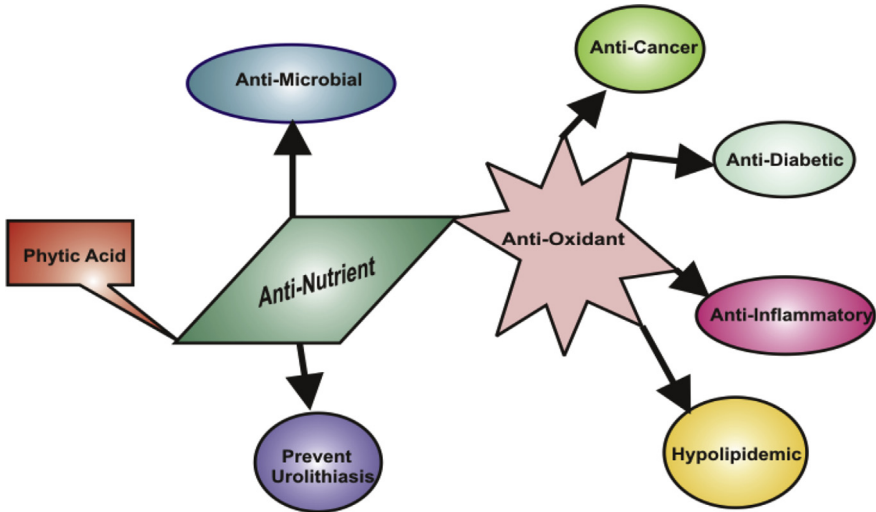 Anti-Cancer
Anti-Microbial
Anti-Diabetic
Anti-Oxidant
Phytic Acid
Anti-Nutrient
Anti-Inflammatory
Prevent
Urolithiasis
Hypolipidemic